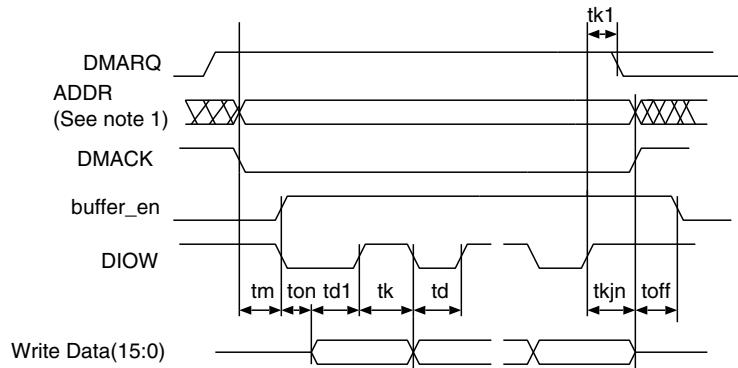 tk1
DMARQ
ADDR
(See note 1)
DMACK
buffer_en
DIOW
tm ton td1 tk td tkjn toff
Write Data(15:0)